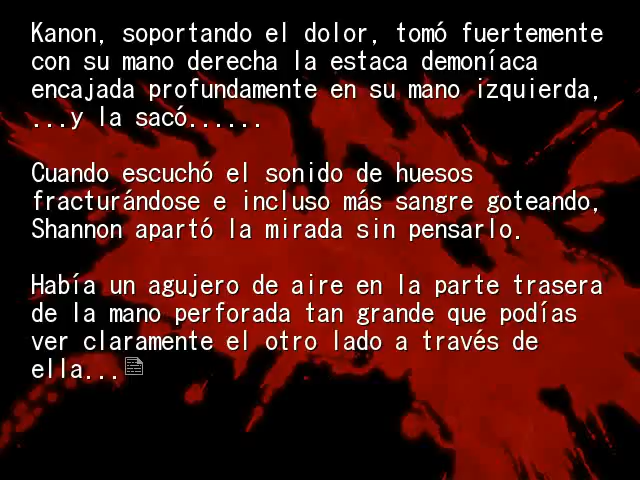 Kanon, soportando el dolor, tomó fuertemente
con su mano derecha la estaca demoníaca
encajada profundamente en su mano izquierda,
...y la sacó......
Cuando escuchó el sonido de huesos
fracturándose e incluso más sangre goteando,
Shannon apartó la mirada sin pensarlo.
Había un agujero de aire en la parte trasera
de la mano perforada tan grande que podías
ver claramente el otro lado a través de
ella...